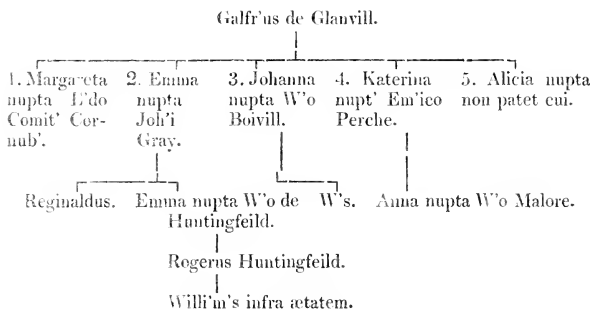 Galfr'us de Glanvill.
1. Margareta nupta L'do Comit' Cornub'.
2. Emma nupta Joh'i Gray.
3. Johanna nupta W'o Boivill.
4. Katerina nupt' Em'ico Perche.
5. Alicia nupta non patet cui.
Reginaldus.
Emma nupta W'o de Huntingfeild.
W's.
Anna nupta W'o Malore.
Rogerus Huntingfeild.
Willi'm's infra ætatem.